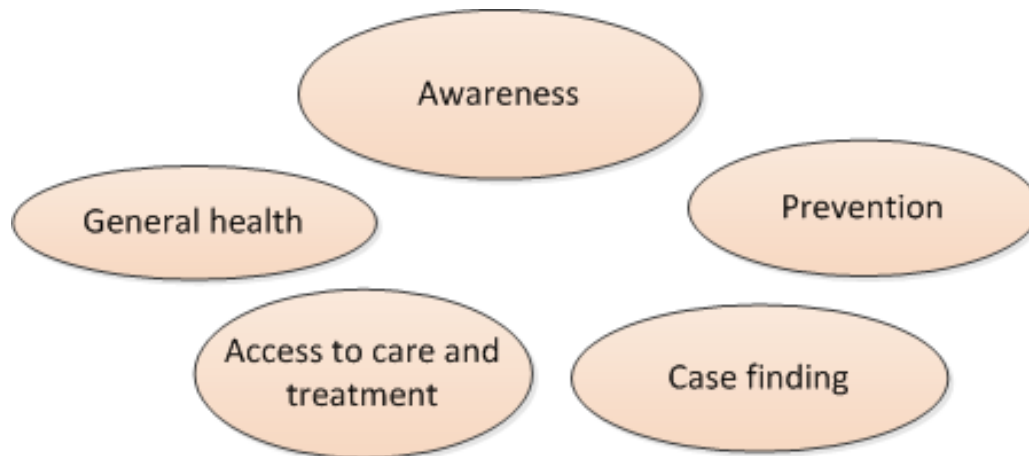 Awareness
General health
Prevention
Access to care and
treatment
Case finding